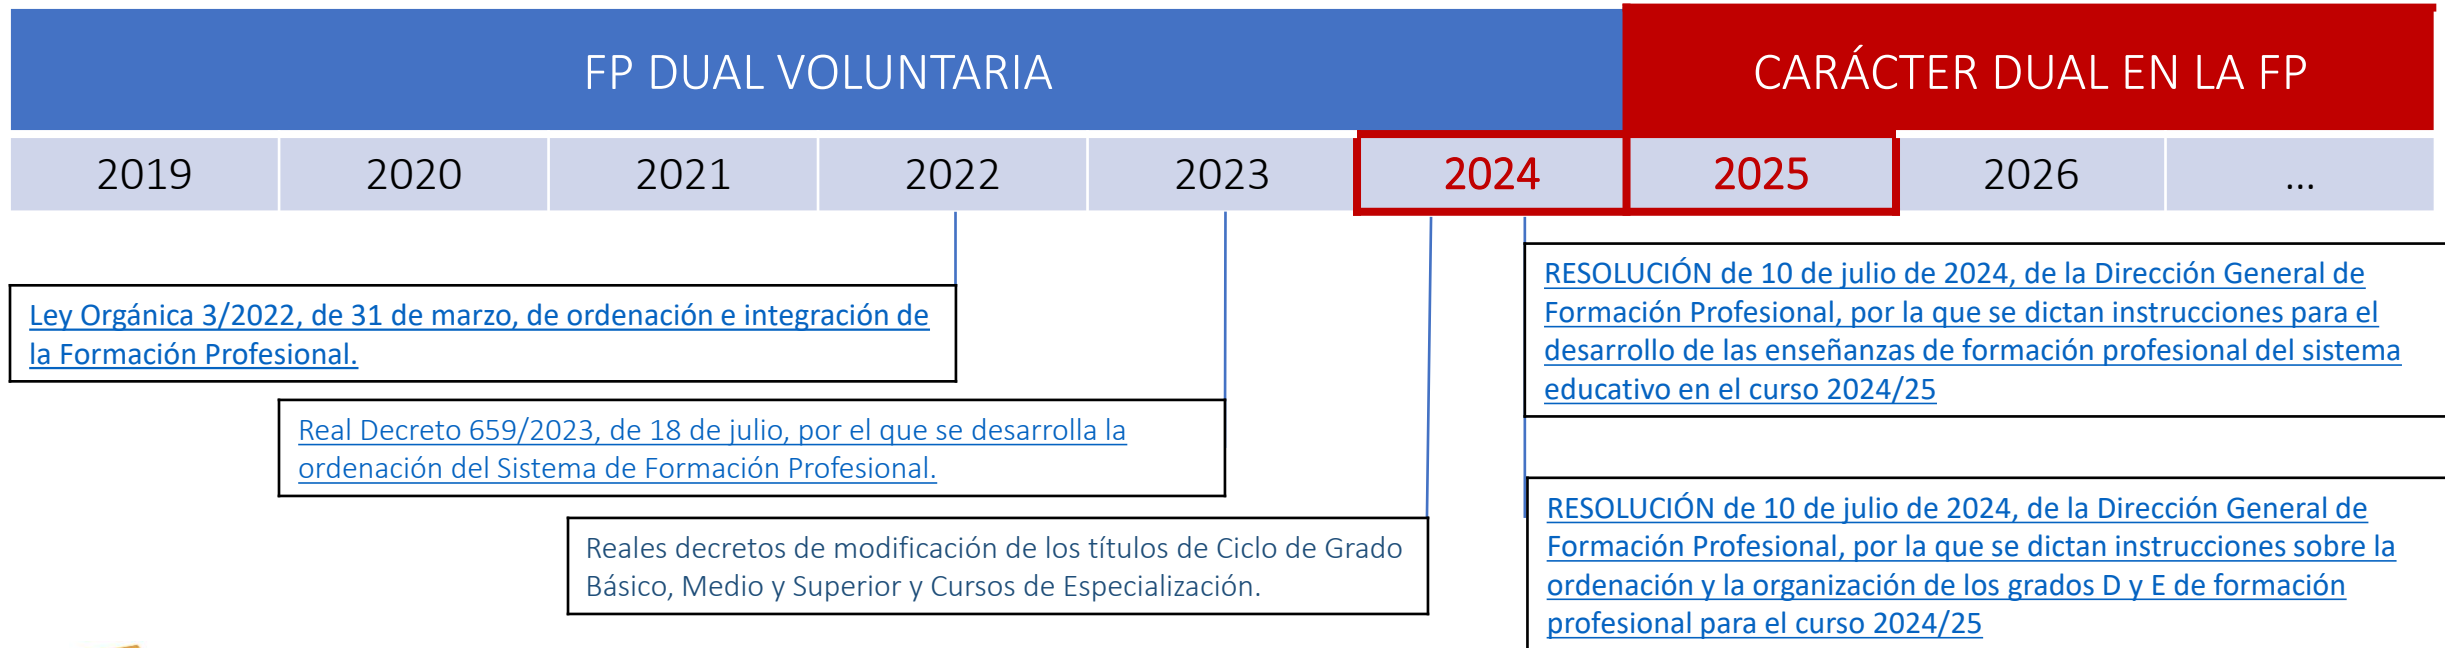 FP DUAL VOLUNTARIA
CARÁCTER DUAL EN LA FP
2019 2020 2021 2022 2023 2024 2025 2026 ...
Ley Orgánica 3/2022, de 31 de marzo, de ordenación e integración de
la Formación Profesional.
Real Decreto 659/2023, de 18 de julio, por el que se desarrolla la
ordenación del Sistema de Formación Profesional.
Reales decretos de modificación de los títulos de Ciclo de Grado
Básico, Medio y Superior y Cursos de Especialización.
RESOLUCIÓN de 10 de julio de 2024, de la Dirección General de
Formación Profesional, por la que se dictan instrucciones para el
desarrollo de las enseñanzas de formación profesional del sistema
educativo en el curso 2024/25
RESOLUCIÓN de 10 de julio de 2024, de la Dirección General de
Formación Profesional, por la que se dictan instrucciones sobre la
ordenación y la organización de los grados D y E de formación
profesional para el curso 2024/25